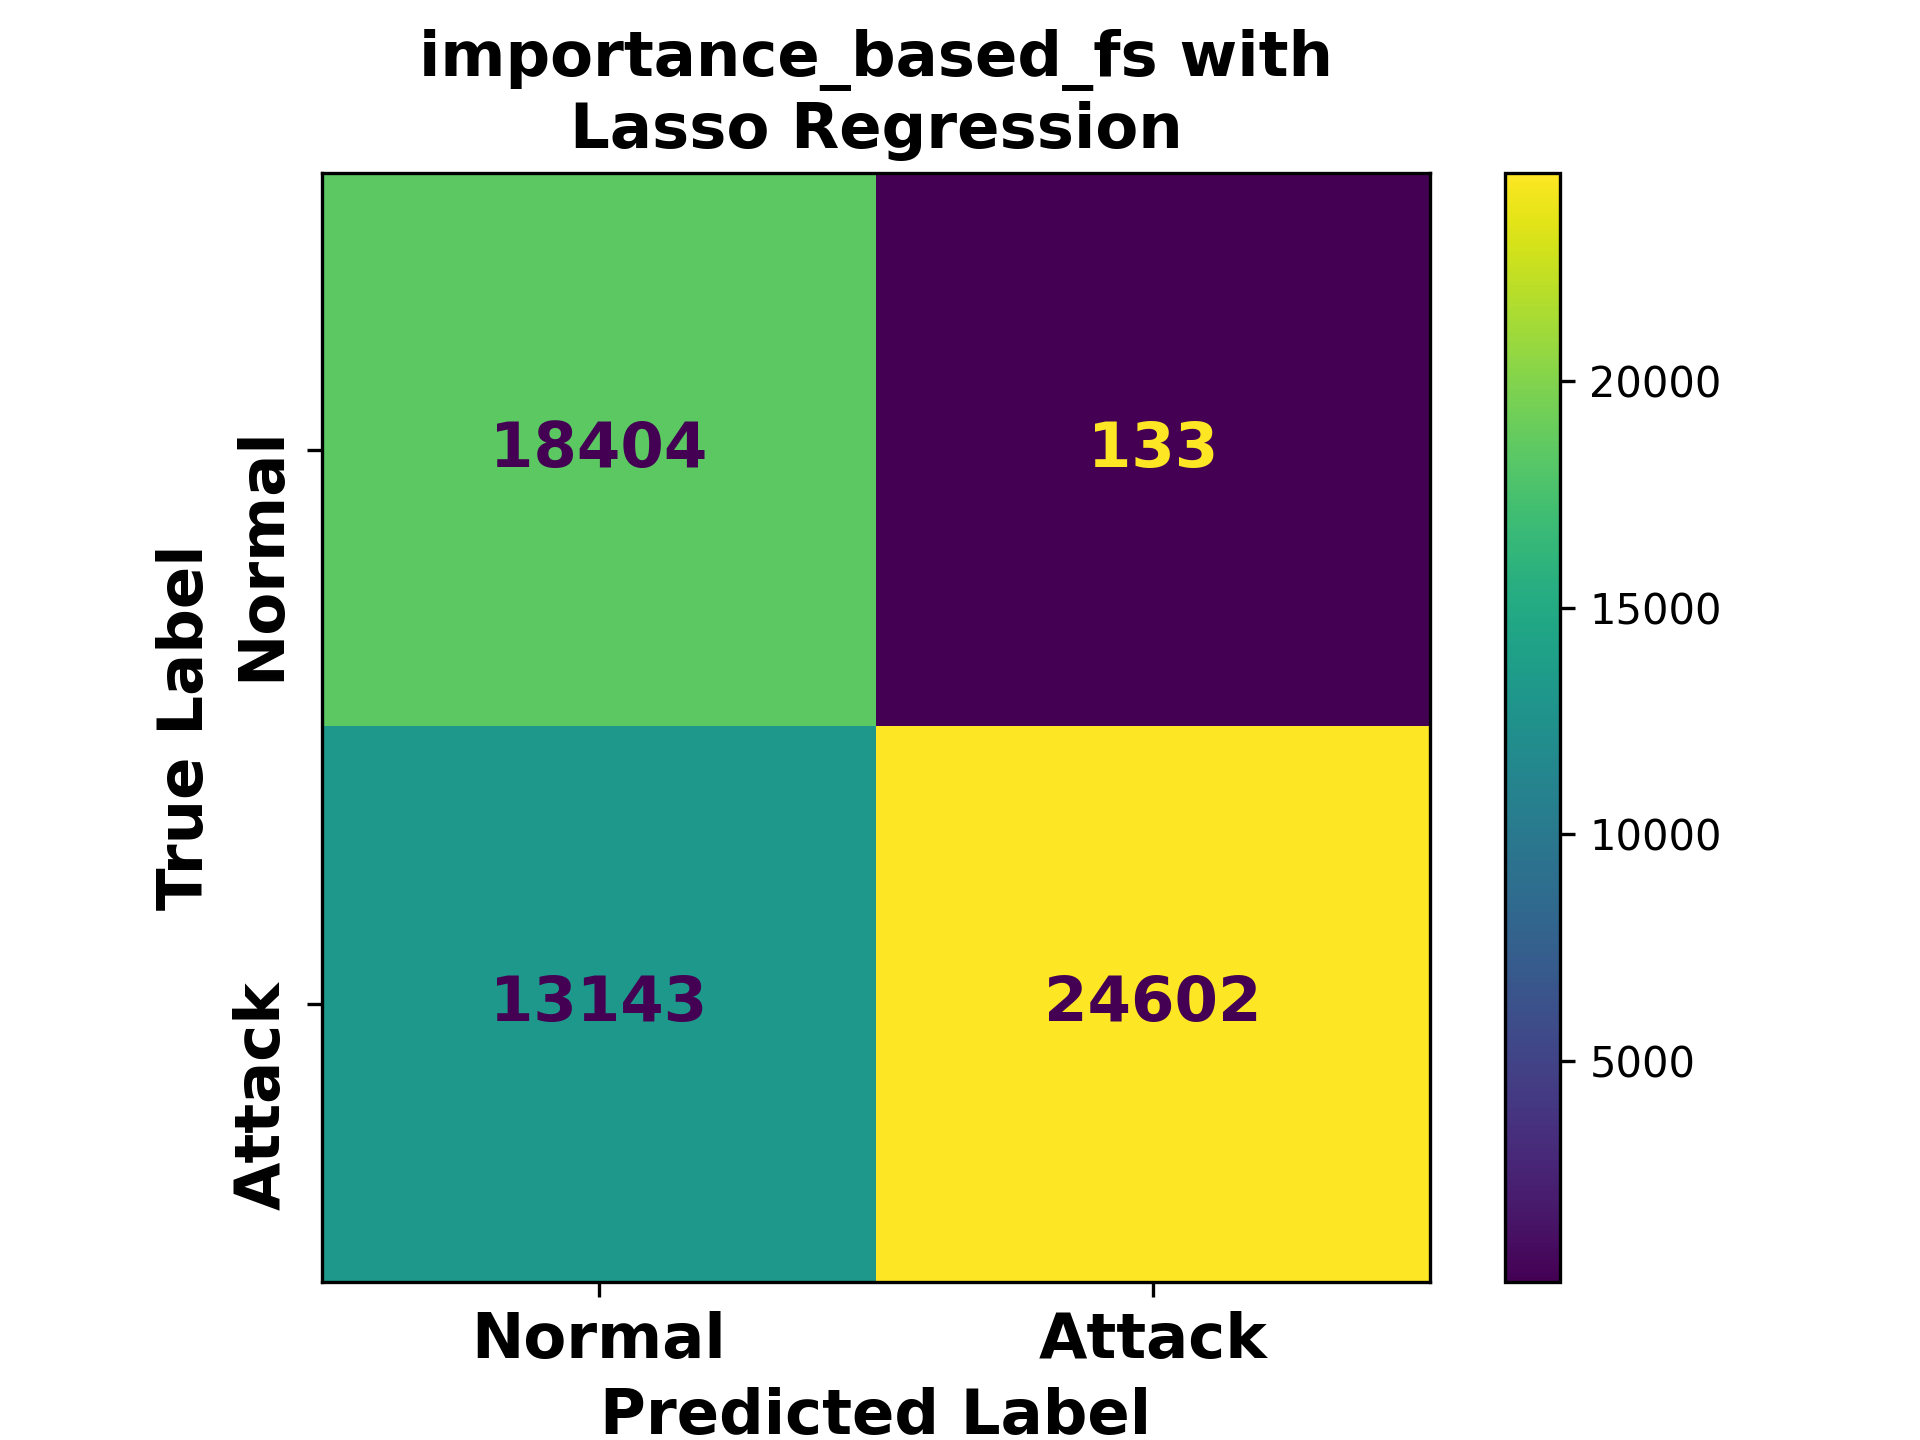 importance_based_fs with
Lasso Regression
True Label
Normal
Attack
18404
133
13143
24602
Normal
Attack
Predicted Label
20000
15000
10000
5000